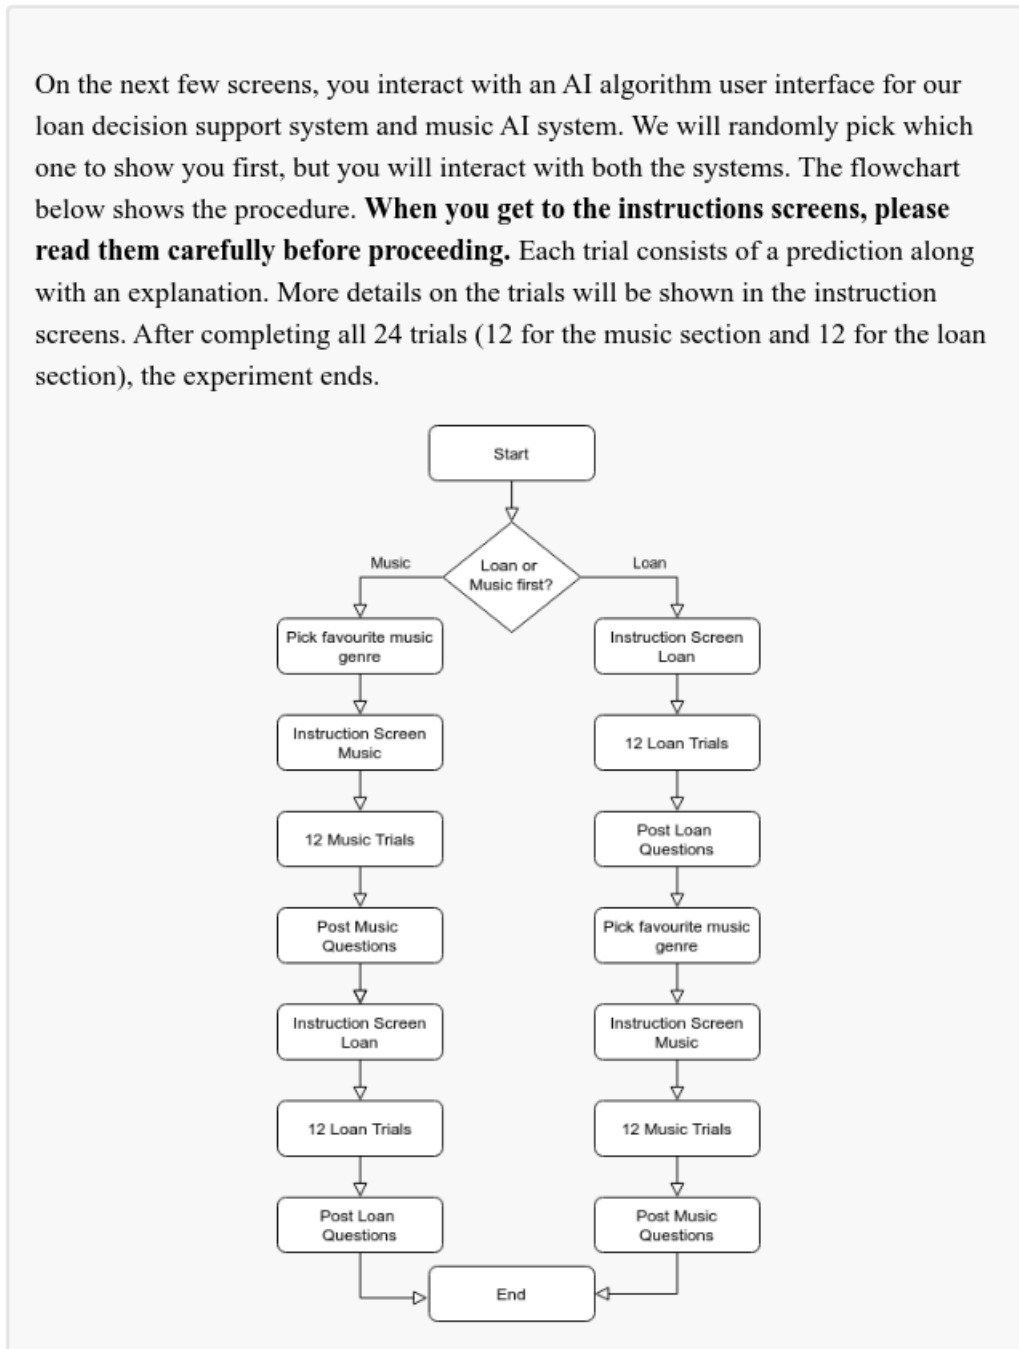 On the next few screens, you interact with an AI algorithm user interface for our
loan decision support system and music AI system. We will randomly pick which
one to show you first, but you will interact with both the systems. The flowchart
below shows the procedure. When you get to the instructions screens, please
read them carefully before proceeding. Each trial consists of a prediction along
with an explanation. More details on the trials will be shown in the instruction
screens. After completing all 24 trials (12 for the music section and 12 for the loan
section), the experiment ends.
Start
Music
Loan or
Music first?
Loan
Pick favourite music
genre
Instruction Screen
Music
12 Music Trials
Post Music
Questions
Instruction Screen
Loan
12 Loan Trials
Post Loan
Questions
Instruction Screen
Loan
12 Loan Trials
Post Loan
Questions
Pick favourite music
genre
Instruction Screen
Music
12 Music Trials
Post Music
Questions
End